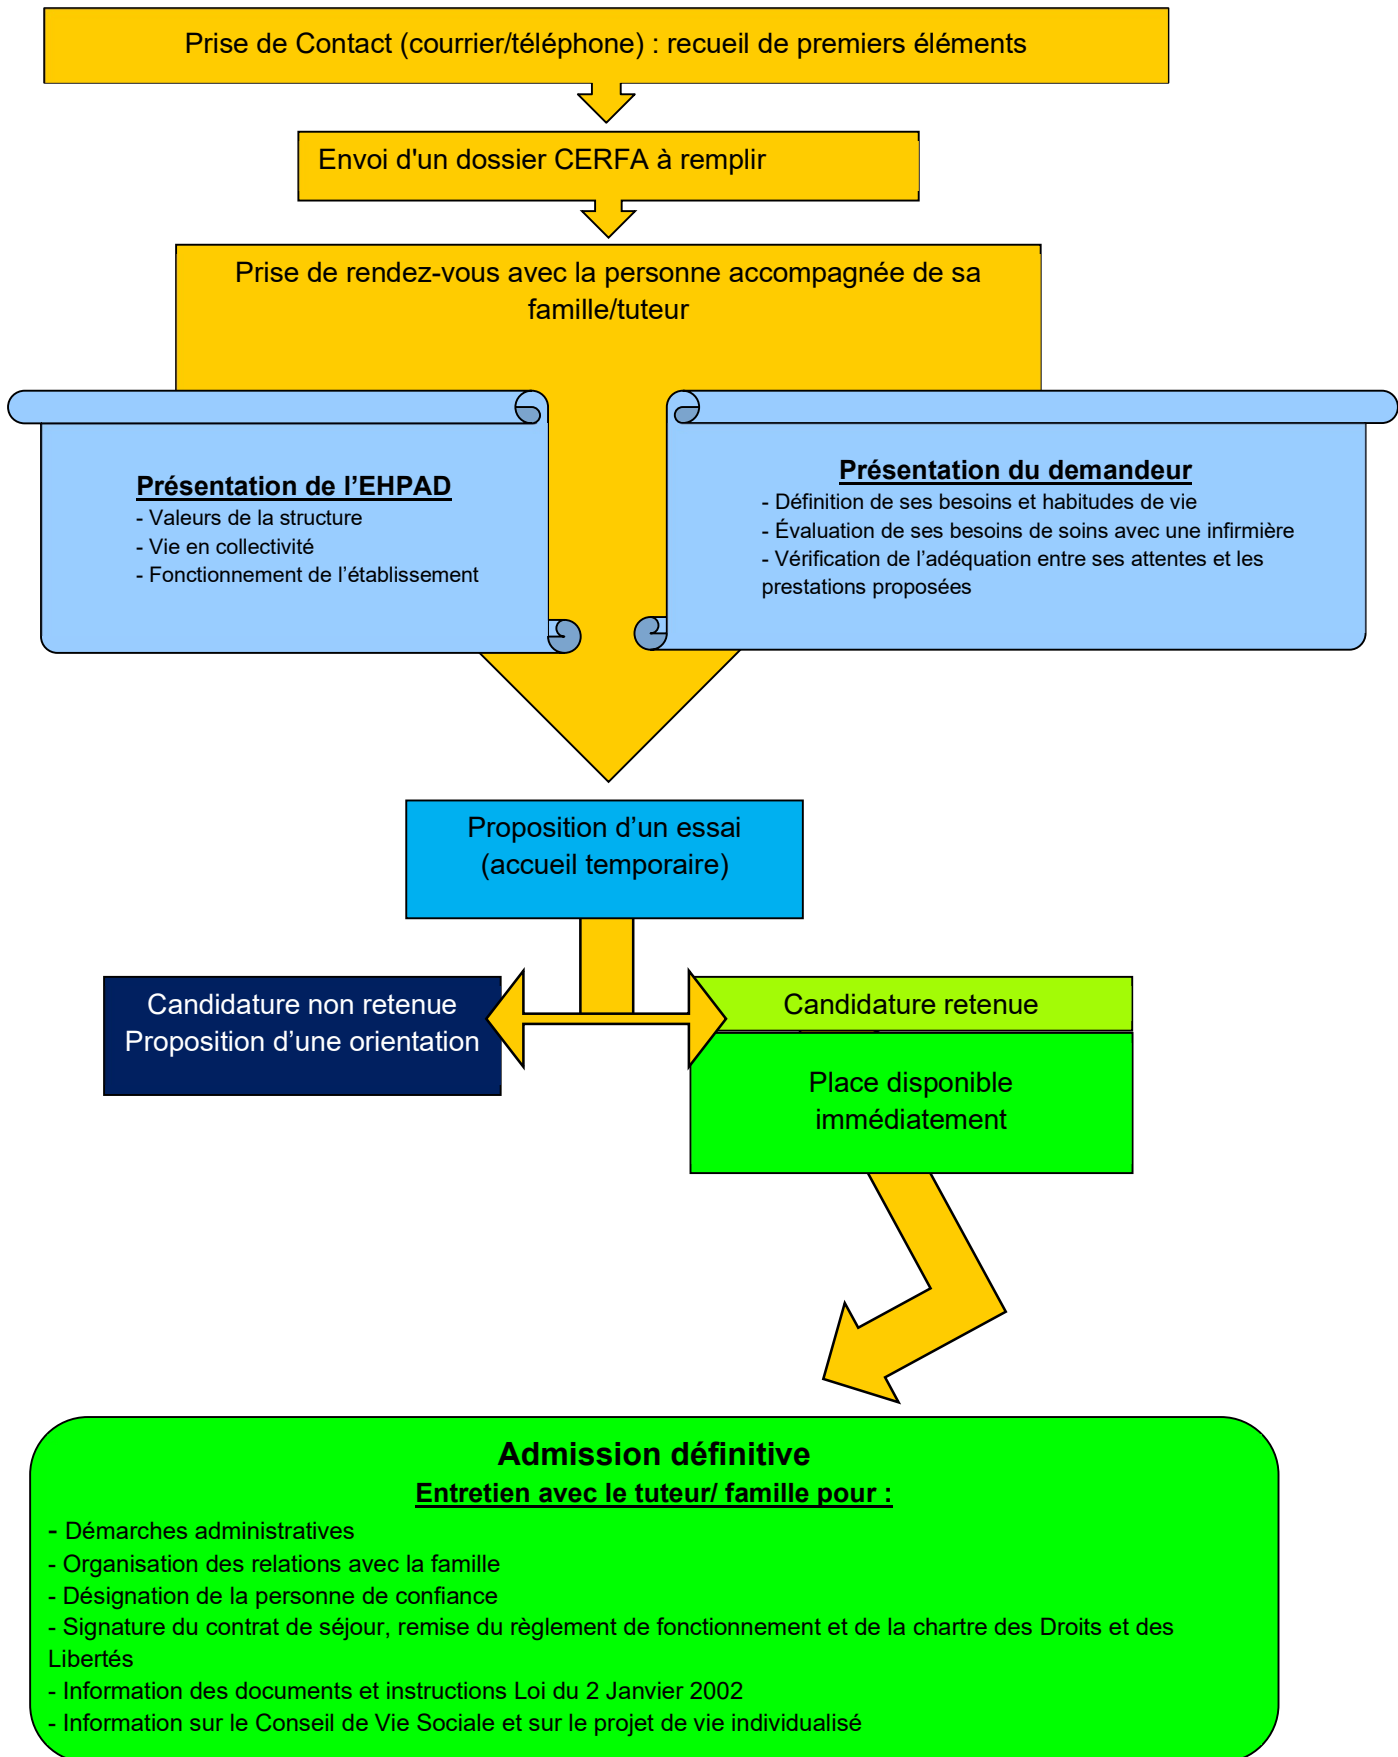 Prise de Contact (courrier/téléphone) : recueil de premiers éléments
Envoi d'un dossier CERFA à remplir
Prise de rendez-vous avec la personne accompagnée de sa
famille/tuteur
Présentation de l’EHPAD
- Valeurs de la structure
- Vie en collectivité
- Fonctionnement de l’établissement
Présentation du demandeur
- Définition de ses besoins et habitudes de vie
- Évaluation de ses besoins de soins avec une infirmière
- Vérification de l’adéquation entre ses attentes et les
prestations proposées
Proposition d’un essai
(accueil temporaire)
Candidature non retenue
Proposition d’une orientation
Candidature retenue
Place disponible
immédiatement
Admission définitive
Entretien avec le tuteur/ famille pour :
- Démarches administratives
- Organisation des relations avec la famille
- Désignation de la personne de confiance
- Signature du contrat de séjour, remise du règlement de fonctionnement et de la chartre des Droits et des
Libertés
- Information des documents et instructions Loi du 2 Janvier 2002
- Information sur le Conseil de Vie Sociale et sur le projet de vie individualisé